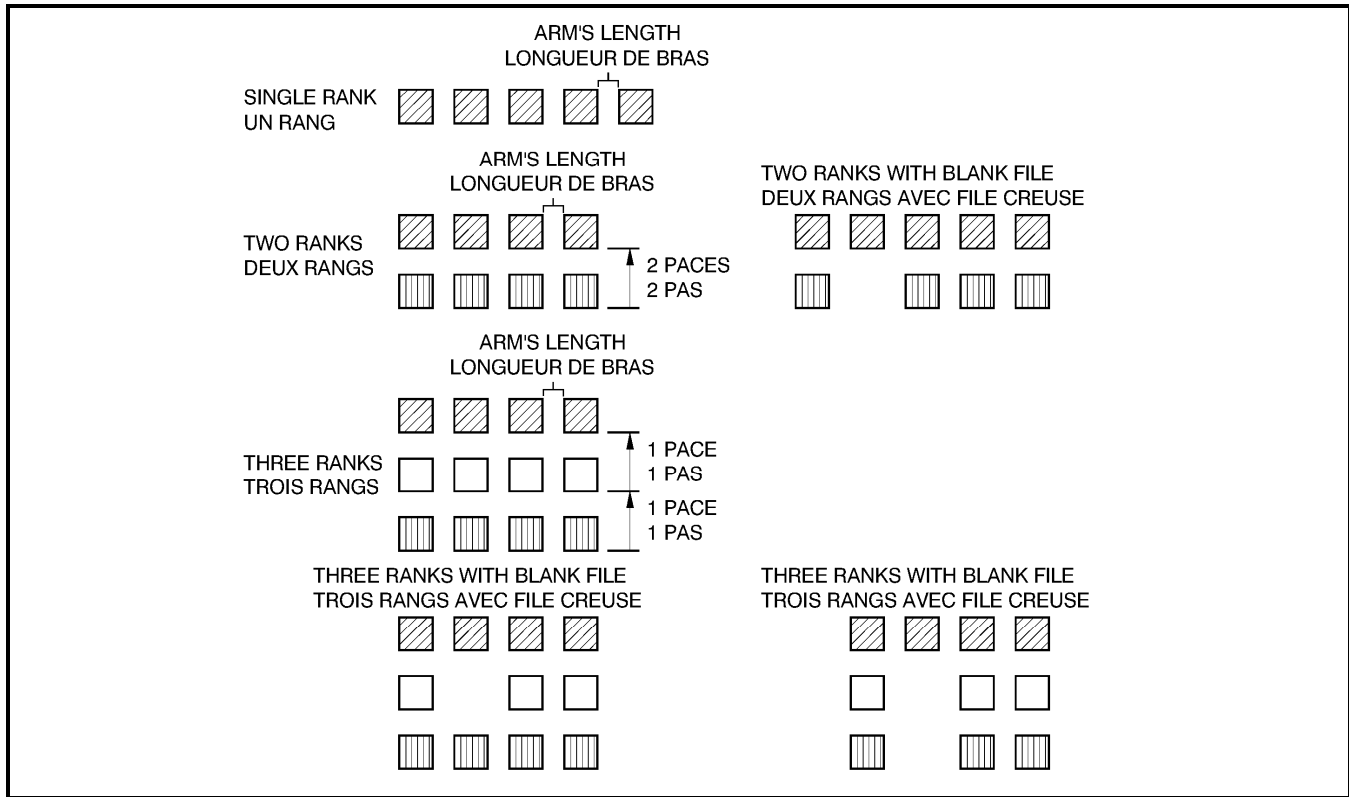 ARM'S LENGTH
LONGUEUR DE BRAS
SINGLE RANK
UN RANG
ARM'S LENGTH
LONGUEUR DE BRAS
TWO RANKS WITH BLANK FILE
DEUX RANGS AVEC FILE CREUSE
TWO RANKS
DEUX RANGS
2 PACES
2 PAS
ARM'S LENGTH
LONGUEUR DE BRAS
THREE RANKS
TROIS RANGS
1 PACE
1 PAS
1 PACE
1 PAS
THREE RANKS WITH BLANK FILE
TROIS RANGS AVEC FILE CREUSE
THREE RANKS WITH BLANK FILE
TROIS RANGS AVEC FILE CREUSE